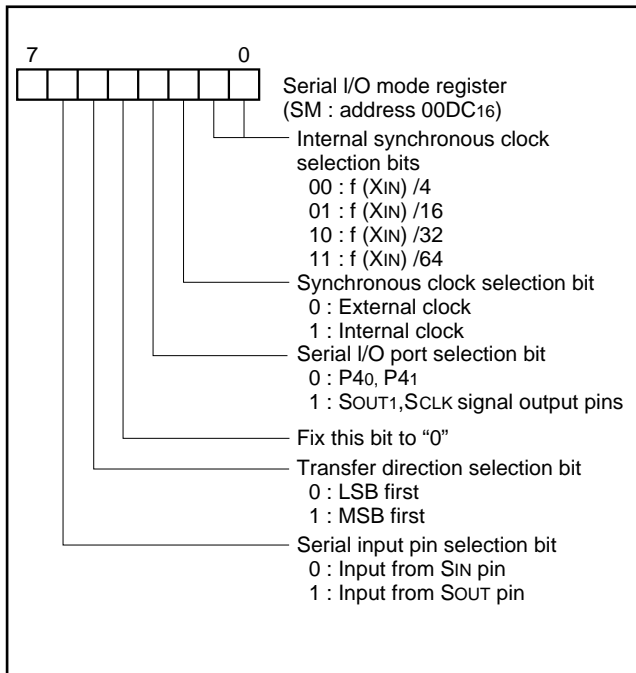 7 0
Serial I/O mode register
(SM : address 00DC16)
Internal synchronous clock
selection bits
00 : f (XIN) /4
01 : f (XIN) /16
10 : f (XIN) /32
11 : f (XIN) /64
Synchronous clock selection bit
0 : External clock
1 : Internal clock
Serial I/O port selection bit
0 : P40, P41
1 : SOUT1,SCLK signal output pins
Fix this bit to “0”
Transfer direction selection bit
0 : LSB first
1 : MSB first
Serial input pin selection bit
0 : Input from SIN pin
1 : Input from SOUT pin